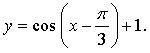 y = cos(x − π/3) + 1.